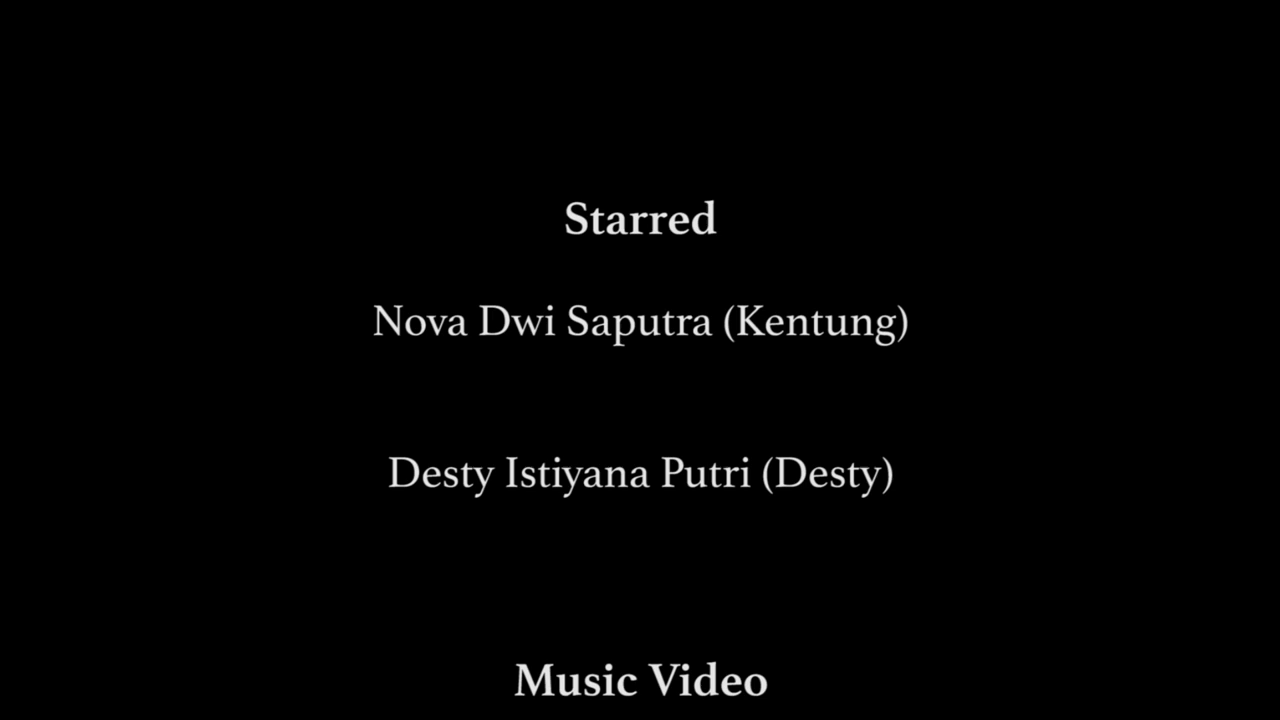 Starred
Nova Dwi Saputra (Kentung)
Desty Istiyana Putri (Desty)
Music Video